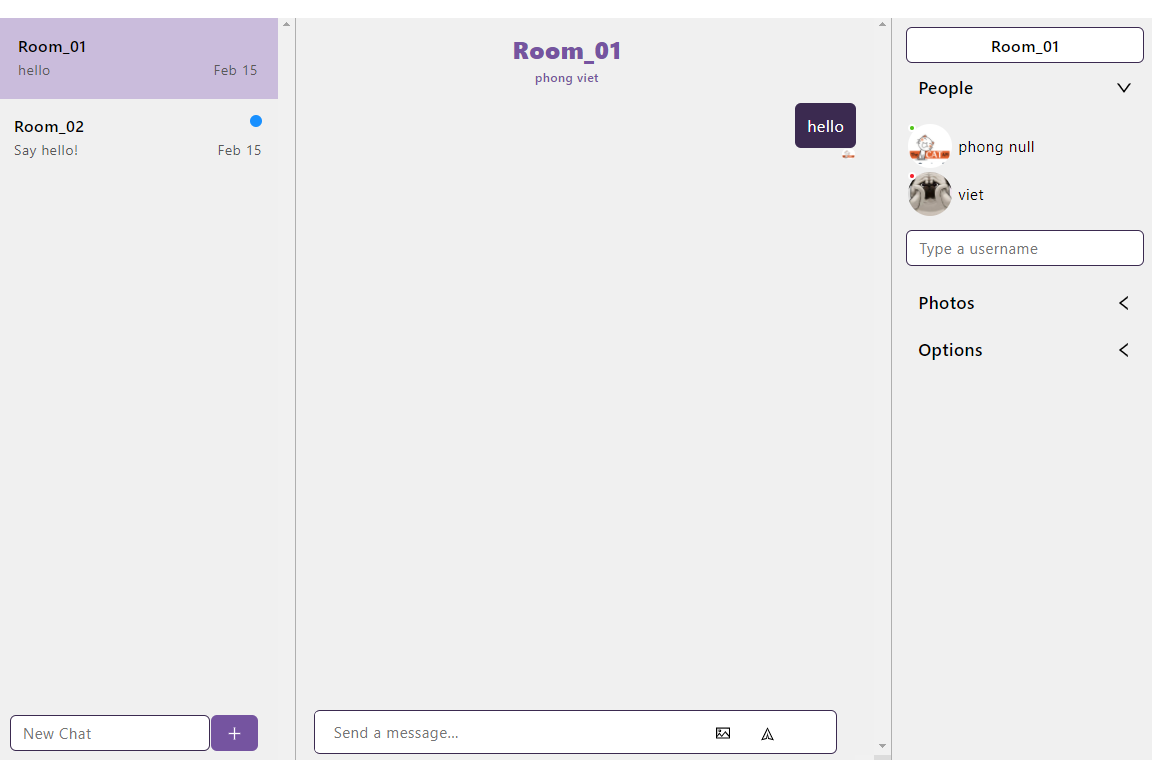 Room_01
hello
Feb 15
Room_02
Say hello!
Feb 15
New Chat
+
Room_01
phong viet
hello
Send a message...
Room_01
People
phong null
viet
Type a username
Photos
Options